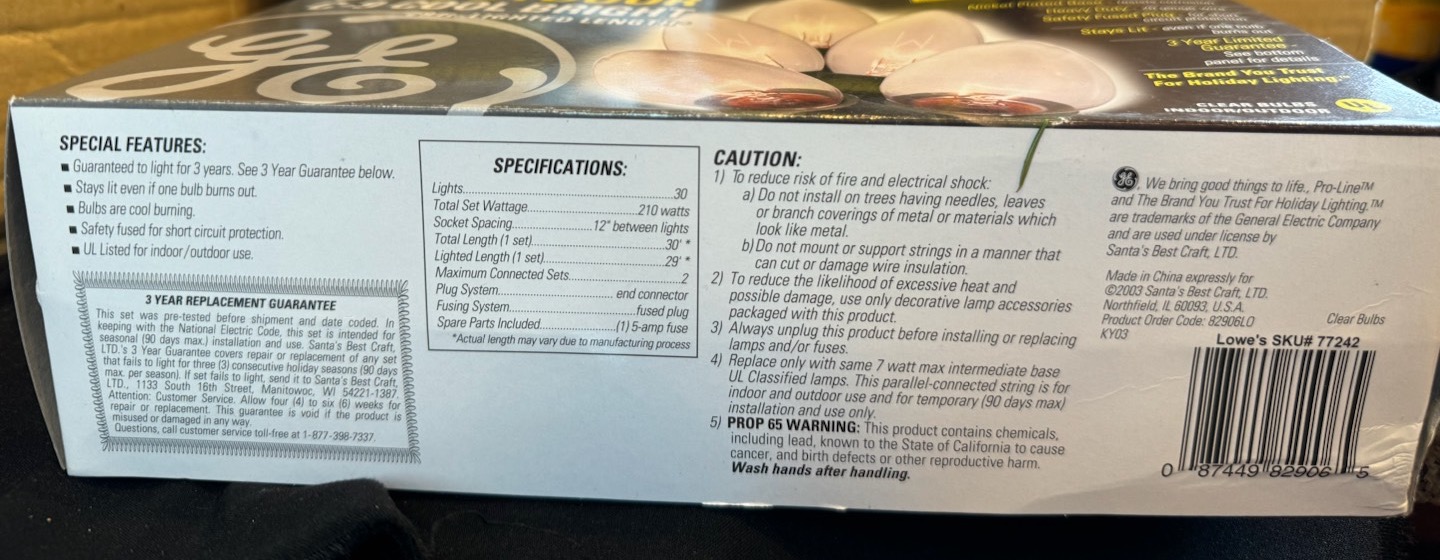 COOL BRIGHT
LIGHTED LENGTH
GE
Heavy Duty
Safety Fused Plug
Stays Lit - even if one bulb
burns out
3 Year Limited
Guarantee -
See bottom
panel for details
The Brand You Trust
For Holiday Lighting.™
CLEAR BULBS
INDOOR/OUTDOOR
UL
SPECIAL FEATURES:
■ Guaranteed to light for 3 years. See 3 Year Guarantee below.
■ Stays lit even if one bulb burns out.
■ Bulbs are cool burning.
■ Safety fused for short circuit protection.
■ UL Listed for indoor/outdoor use.
3 YEAR REPLACEMENT GUARANTEE
This set was pre-tested before shipment and date coded. In
keeping with the National Electric Code, this set is intended for
seasonal (90 days max.) installation and use. Santa's Best Craft,
LTD.'s 3 Year Guarantee covers repair or replacement of any set
that fails to light for three (3) consecutive holiday seasons (90 days
max. per season). If set fails to light, send it to Santa's Best Craft,
LTD., 1133 South 16th Street, Manitowoc, WI 54221-1387.
Attention: Customer Service. Allow four (4) to six (6) weeks for
repair or replacement. This guarantee is void if the product is
misused or damaged in any way.
Questions, call customer service toll-free at 1-877-398-7337.
SPECIFICATIONS:
Lights...30
Total Set Wattage...210 watts
Socket Spacing...12" between lights
Total Length (1 set)...30' *
Lighted Length (1 set)...29' *
Maximum Connected Sets...2
Plug System...end connector
Fusing System...fused plug
Spare Parts Included...(1) 5-amp fuse
*Actual length may vary due to manufacturing process
CAUTION:
1) To reduce risk of fire and electrical shock:
a) Do not install on trees having needles, leaves
or branch coverings of metal or materials which
look like metal.
b) Do not mount or support strings in a manner that
can cut or damage wire insulation.
2) To reduce the likelihood of excessive heat and
possible damage, use only decorative lamp accessories
packaged with this product.
3) Always unplug this product before installing or replacing
lamps and/or fuses.
4) Replace only with same 7 watt max intermediate base
UL Classified lamps. This parallel-connected string is for
indoor and outdoor use and for temporary (90 days max)
installation and use only.
5) PROP 65 WARNING: This product contains chemicals,
including lead, known to the State of California to cause
cancer, and birth defects or other reproductive harm.
Wash hands after handling.
GE, We bring good things to life., Pro-Line™
and The Brand You Trust For Holiday Lighting.™
are trademarks of the General Electric Company
and are used under license by
Santa's Best Craft, LTD.
Made in China expressly for
©2003 Santa's Best Craft, LTD.
Northfield, IL 60093, U.S.A.
Product Order Code: 82906LO
KY03
Clear Bulbs
Lowe's SKU# 77242
0 87449 82906 5